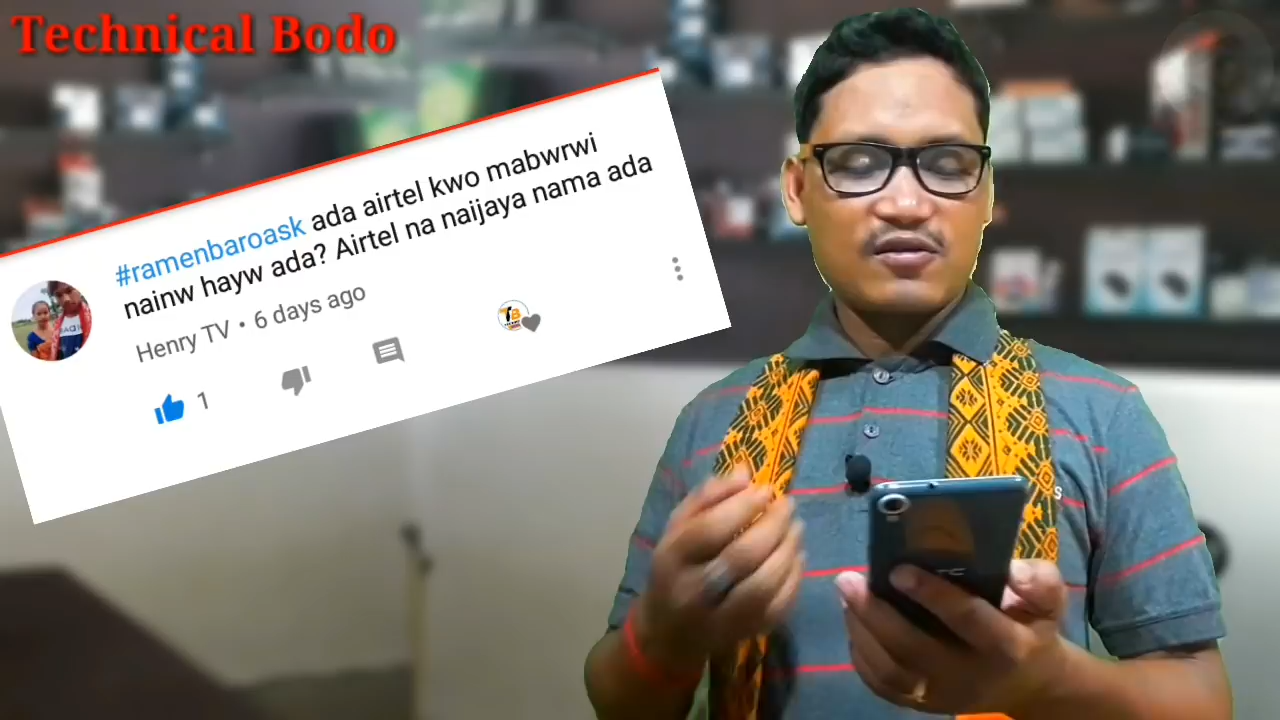 Technical Bodo
#ramenbaroask ada airtel kwo mabwrwi
nainw hayw ada? Airtel na naijaya nama ada
Henry TV • 6 days ago
1
TB